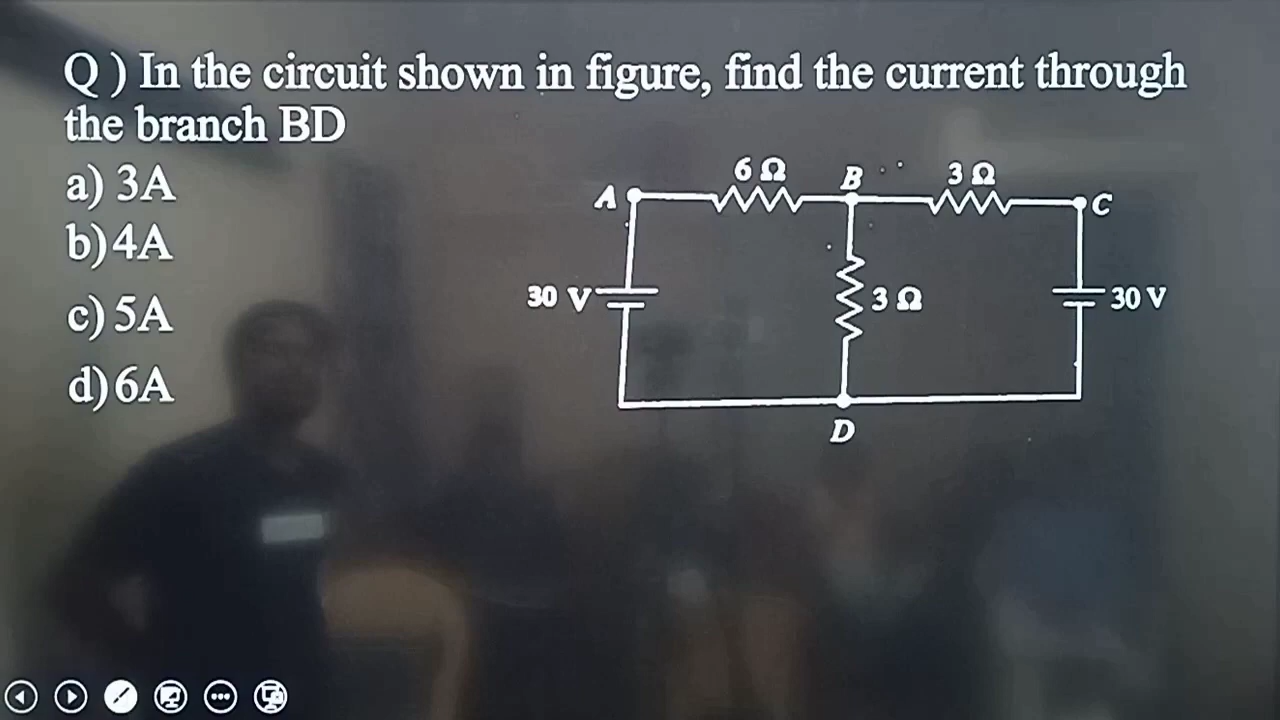 Q ) In the circuit shown in figure, find the current through
the branch BD
a) 3A
b)4A
c) 5A
d)6A
6 Ω
3 Ω
A
B
C
30 V
3 Ω
30 V
D